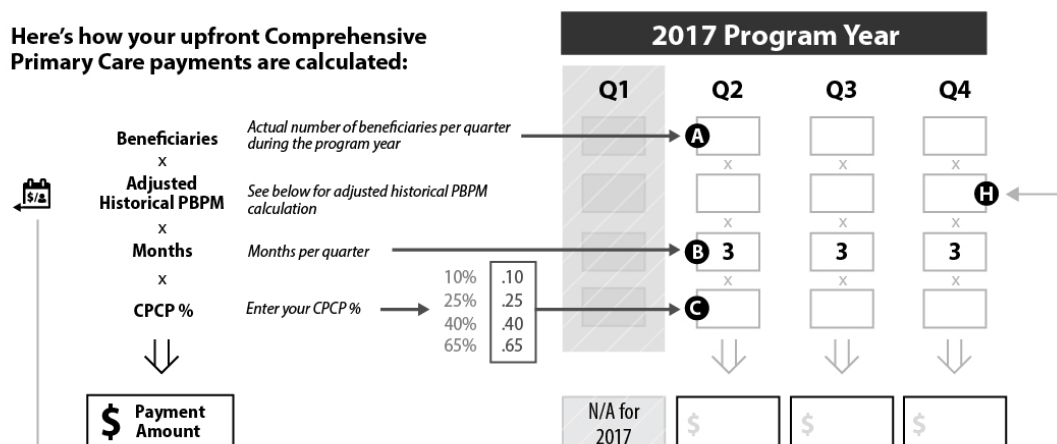 Here's how your upfront Comprehensive
Primary Care payments are calculated:
2017 Program Year
Q1 Q2 Q3 Q4
Beneficiaries
Actual number of beneficiaries per quarter
during the program year
A
x x x x
$/
Adjusted
Historical PBPM
See below for adjusted historical PBPM
calculation
H
x x x x
Months
Months per quarter
B 3 3 3
x x x x
CPCP %
Enter your CPCP %
10% .10
25% .25
40% .40
65% .65
C
$ Payment
Amount
N/A for
2017
$ $ $